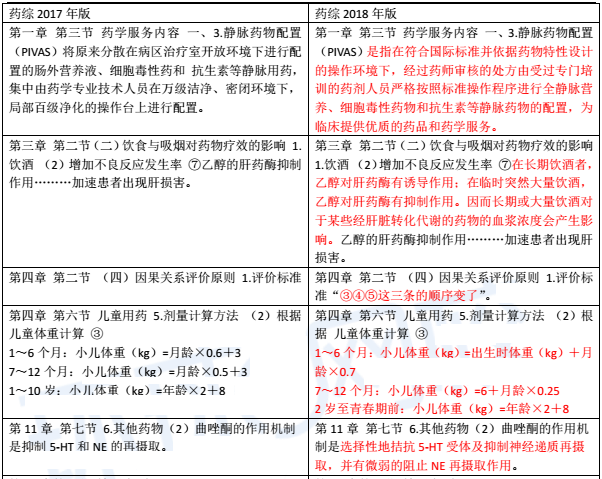 药综 2017 年版
药综 2018 年版
第一章 第三节 药学服务内容 一、3.静脉药物配置
（PIVAS）将原来分散在病区治疗室开放环境下进行配
置的肠外营养液、细胞毒性药和 抗生素等静脉用药，
集中由药学专业技术人员在万级洁净、密闭环境下，
局部百级净化的操作台上进行配置。
第一章 第三节 药学服务内容 一、3.静脉药物配置
（PIVAS）是指在符合国际标准并依据药物特性设计
的操作环境下，经过药师审核的处方由受过专门培
训的药剂人员严格按照标准操作程序进行全静脉营
养、细胞毒性药物和抗生素等静脉药物的配置，为
临床提供优质的药品和药学服务。
第三章 第二节（二）饮食与吸烟对药物疗效的影响 1.
饮酒 （2）增加不良反应发生率 ⑦乙醇的肝药酶抑制
作用………加速患者出现肝损害。
第三章 第二节（二）饮食与吸烟对药物疗效的影响
1.饮酒 （2）增加不良反应发生率 ⑦在长期饮酒者，
乙醇对肝药酶有诱导作用；在临时突然大量饮酒，
乙醇对肝药酶有抑制作用。因而长期或大量饮酒对
于某些经肝脏转化代谢的药物的血浆浓度会产生影
响。乙醇的肝药酶抑制作用………加速患者出现肝
损害。
第四章 第二节 （四）因果关系评价原则 1.评价标准
第四章 第二节 （四）因果关系评价原则 1.评价标
准“③④⑤这三条的顺序变了”。
第四章 第六节 儿童用药 5.剂量计算方法 （2）根据
儿童体重计算 ③
1～6 个月：小儿体重（kg）=月龄×0.6+3
7～12 个月：小儿体重（kg）=月龄×0.5+3
1～10 岁：小儿体重（kg）=年龄×2+8
第四章 第六节 儿童用药 5.剂量计算方法 （2）根
据 儿童体重计算 ③
1～6 个月：小儿体重（kg）=出生时体重（kg）+月
龄×0.7
7～12 个月：小儿体重（kg）=6+月龄×0.25
2 岁至青春期前：小儿体重（kg）=年龄×2+8
第 11 章 第七节 6.其他药物（2）曲唑酮的作用机制
是抑制 5-HT 和 NE 的再摄取。
第 11 章 第七节 6.其他药物（2）曲唑酮的作用机
制是选择性地拮抗 5-HT 受体及抑制神经递质再摄
取，并有微弱的阻止 NE 再摄取作用。